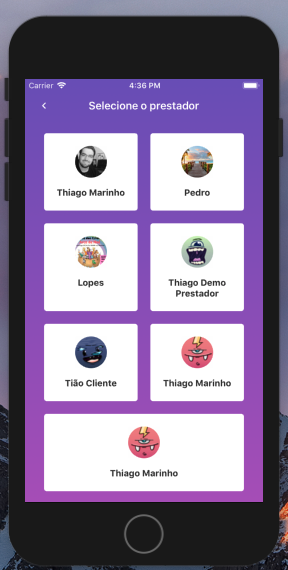 Carrier
4:36 PM
Selecione o prestador
Thiago Marinho
Pedro
Lopes
Thiago Demo
Prestador
Tião Cliente
Thiago Marinho
Thiago Marinho